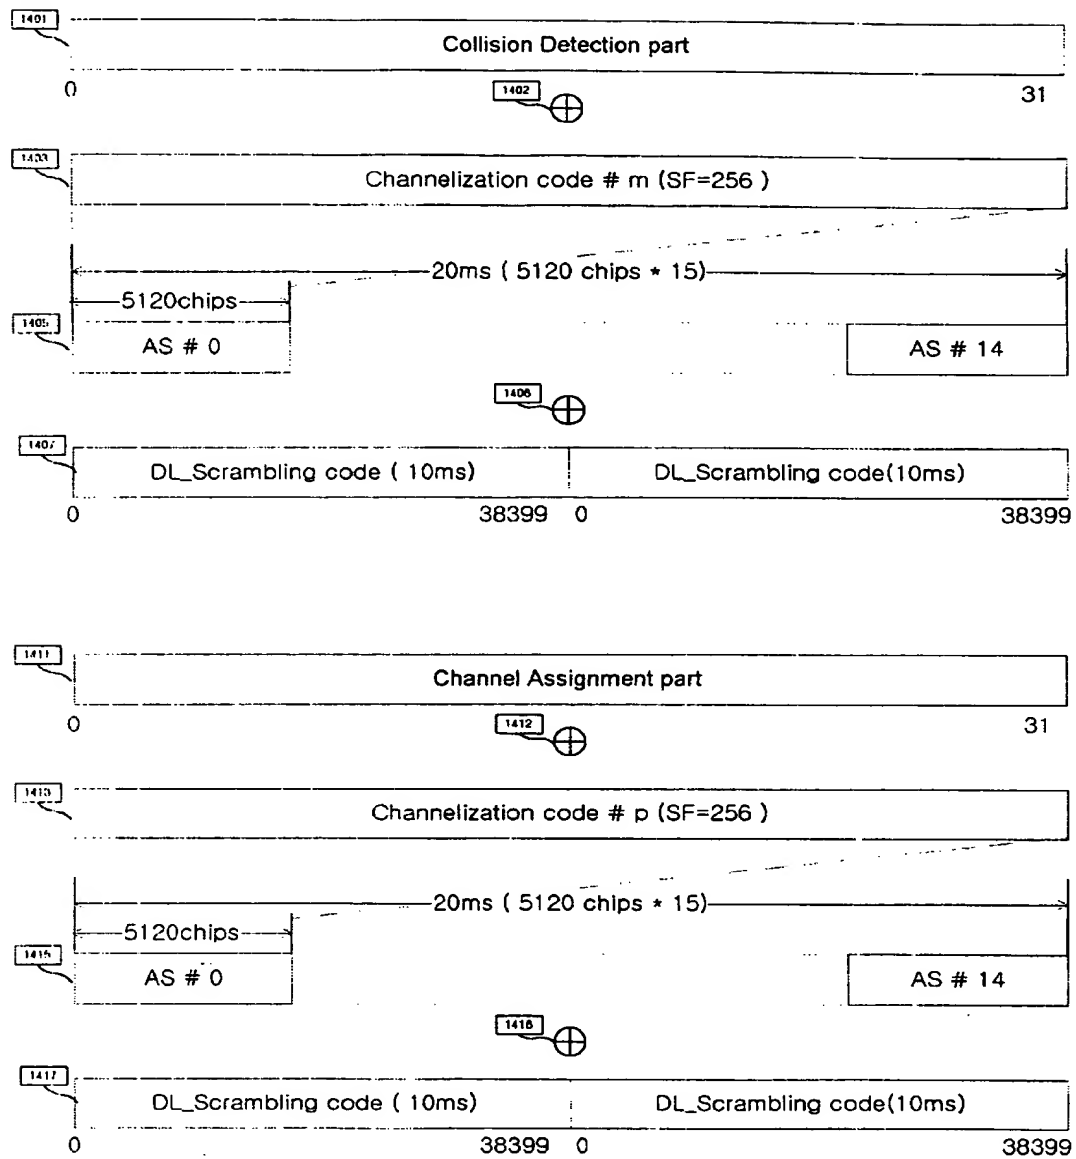 1401
Collision Detection part
0
1402
31
1403
Channelization code # m (SF=256 )
20ms ( 5120 chips * 15)
5120chips
1405
AS # 0
AS # 14
1406
1407
DL_Scrambling code ( 10ms)
DL_Scrambling code(10ms)
0
38399
0
38399
1411
Channel Assignment part
0
1412
31
1413
Channelization code # p (SF=256 )
20ms ( 5120 chips * 15)
5120chips
1415
AS # 0
AS # 14
1416
1417
DL_Scrambling code ( 10ms)
DL_Scrambling code(10ms)
0
38399
0
38399